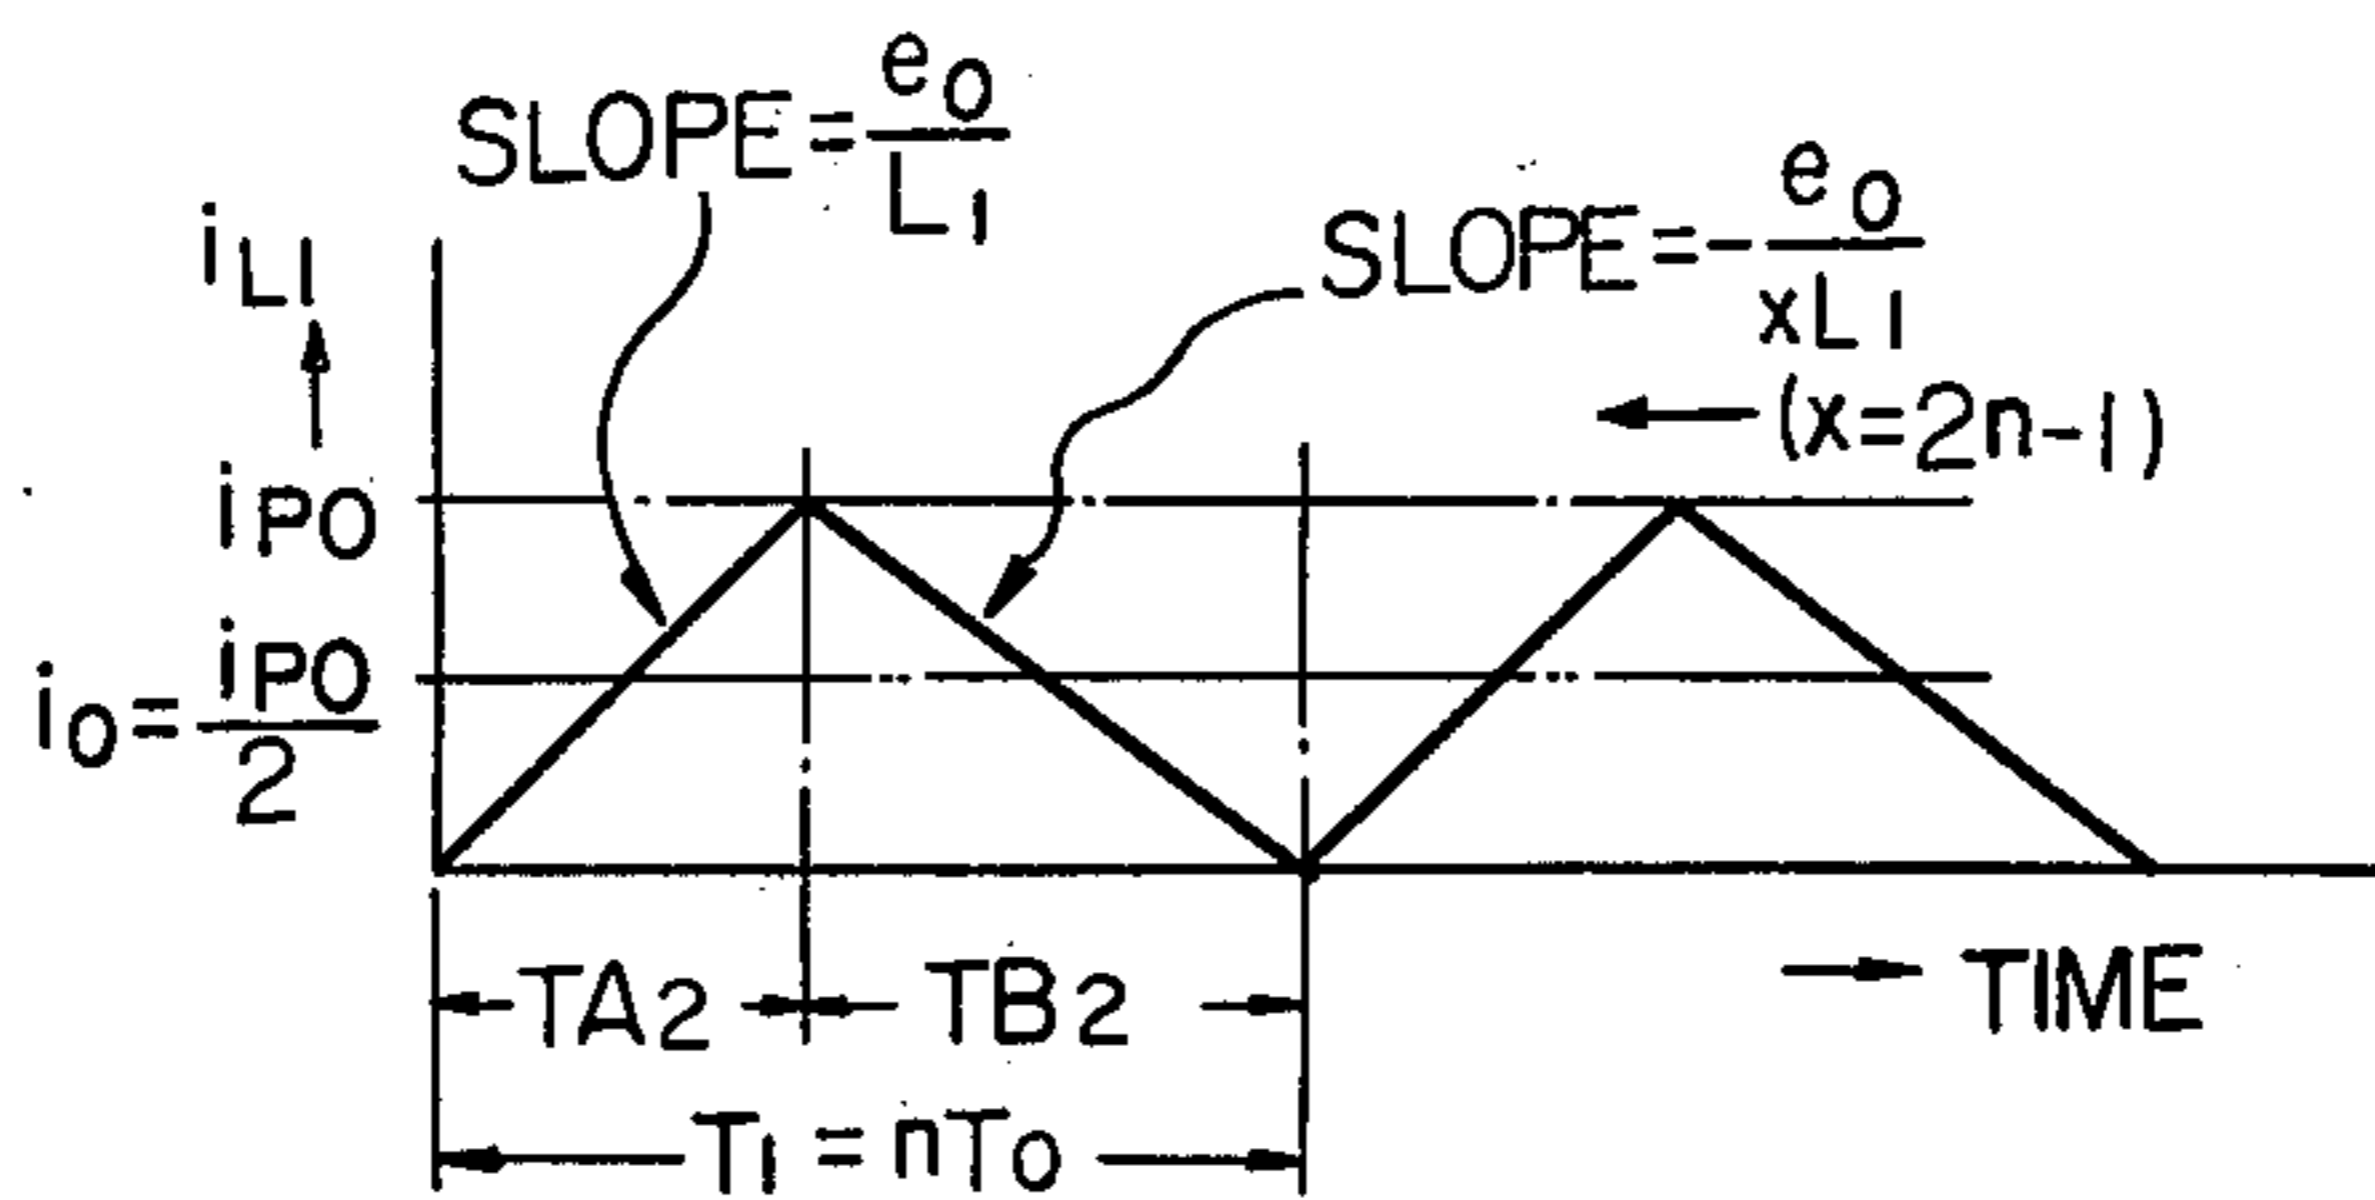 SLOPE = e0/L1
iL1
SLOPE = - e0/xL1
(x=2n-1)
iPO
i0 = iPO/2
TA2
TB2
TIME
T1 = nT0